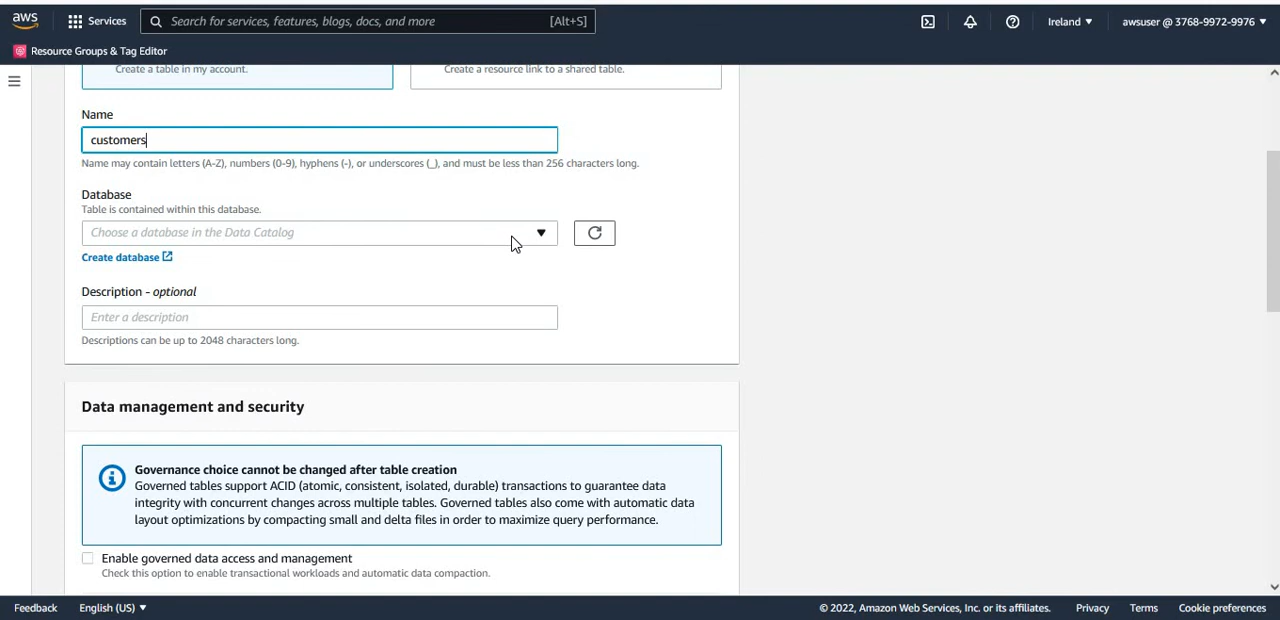 aws
Services
Search for services, features, blogs, docs, and more [Alt+S]
Ireland ▼
awsuser @ 3768-9972-9976 ▼
Resource Groups & Tag Editor
Create a table in my account.
Create a resource link to a shared table.
Name
customers
Name may contain letters (A-Z), numbers (0-9), hyphens (-), or underscores (_), and must be less than 256 characters long.
Database
Table is contained within this database.
Choose a database in the Data Catalog
Create database
Description - optional
Enter a description
Descriptions can be up to 2048 characters long.
Data management and security
Governance choice cannot be changed after table creation
Governed tables support ACID (atomic, consistent, isolated, durable) transactions to guarantee data
integrity with concurrent changes across multiple tables. Governed tables also come with automatic data
layout optimizations by compacting small and delta files in order to maximize query performance.
Enable governed data access and management
Check this option to enable transactional workloads and automatic data compaction.
Feedback
English (US) ▼
© 2022, Amazon Web Services, Inc. or its affiliates.
Privacy
Terms
Cookie preferences